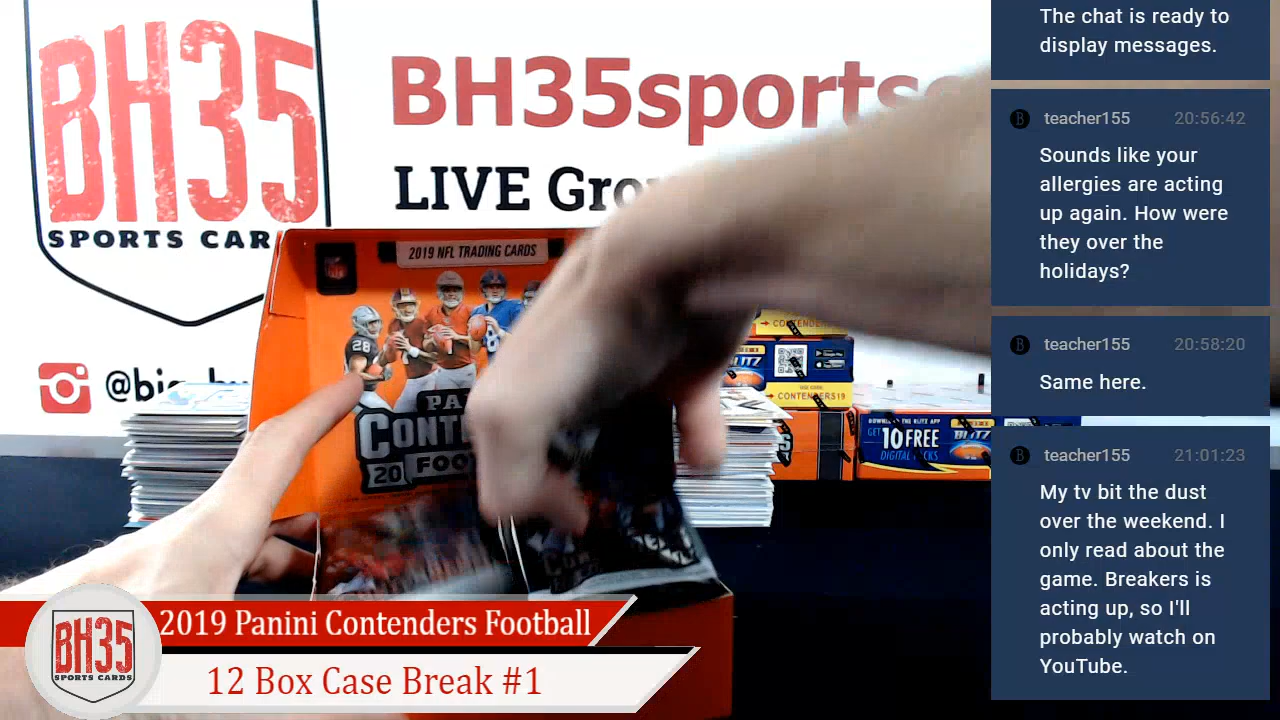 BH35
SPORTS CAR
BH35sports
LIVE Gro
2019 NFL TRADING CARDS
28
20
FOO
CONTENDERS19
GET 10 FREE
DIGITAL PACKS
BLITZ
2019 Panini Contenders Football
12 Box Case Break #1
BH35
SPORTS CARDS
The chat is ready to
display messages.
teacher155 20:56:42
Sounds like your
allergies are acting
up again. How were
they over the
holidays?
teacher155 20:58:20
Same here.
teacher155 21:01:23
My tv bit the dust
over the weekend. I
only read about the
game. Breakers is
acting up, so I'll
probably watch on
YouTube.